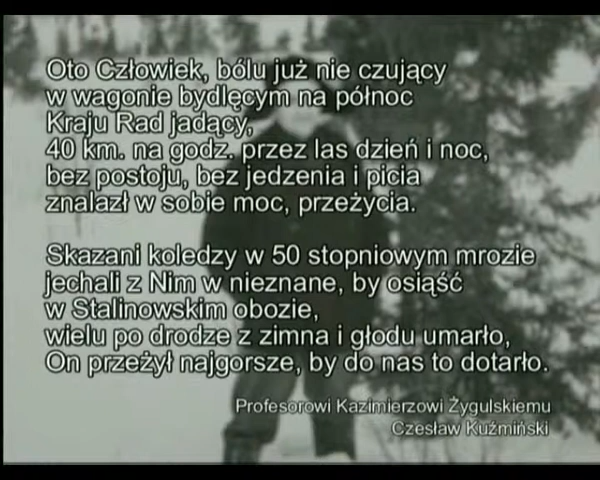 Oto Człowiek, bólu już nie czujący
w wagonie bydlęcym na północ
Kraju Rad jadący,
40 km. na godz. przez las dzień i noc,
bez postoju, bez jedzenia i picia
znalazł w sobie moc, przeżycia.
Skazani koledzy w 50 stopniowym mrozie
jechali z Nim w nieznane, by osiąść
w Stalinowskim obozie,
wielu po drodze z zimna i głodu umarło,
On przeżył najgorsze, by do nas to dotarło.
Profesorowi Kazimierzowi Żygulskiemu
Czesław Kuźmiński